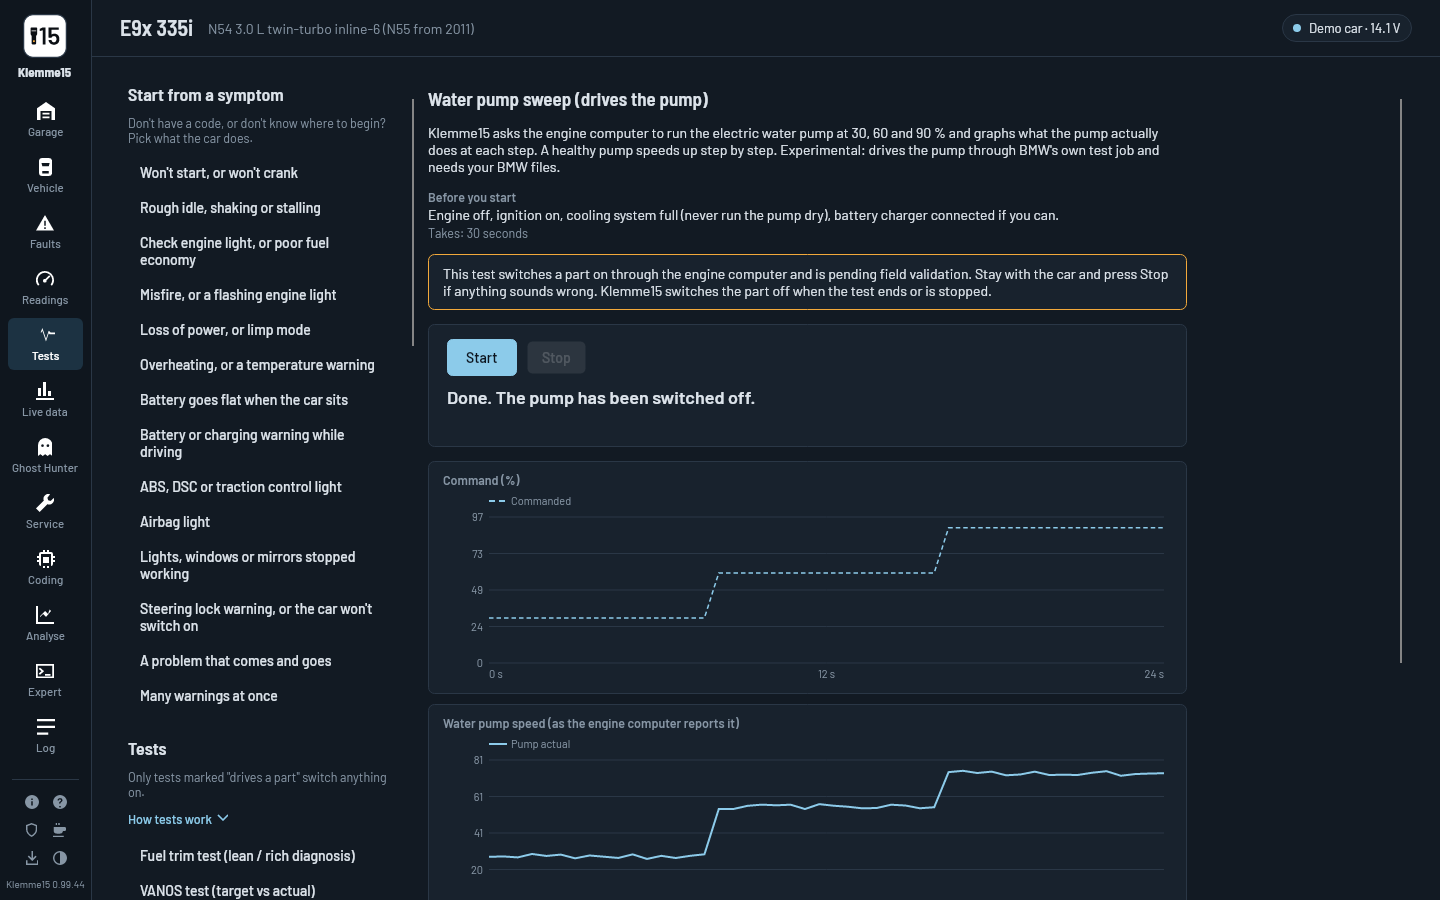 15
Klemme15
Garage
Vehicle
Faults
Readings
Tests
Live data
Ghost Hunter
Service
Coding
Analyse
Expert
Log
Klemme15 0.99.44
E9x 335i
N54 3.0 L twin-turbo inline-6 (N55 from 2011)
Demo car · 14.1 V
Start from a symptom
Don't have a code, or don't know where to begin?
Pick what the car does.
Won't start, or won't crank
Rough idle, shaking or stalling
Check engine light, or poor fuel
economy
Misfire, or a flashing engine light
Loss of power, or limp mode
Overheating, or a temperature warning
Battery goes flat when the car sits
Battery or charging warning while
driving
ABS, DSC or traction control light
Airbag light
Lights, windows or mirrors stopped
working
Steering lock warning, or the car won't
switch on
A problem that comes and goes
Many warnings at once
Tests
Only tests marked "drives a part" switch anything
on.
How tests work
Fuel trim test (lean / rich diagnosis)
VANOS test (target vs actual)
Water pump sweep (drives the pump)
Klemme15 asks the engine computer to run the electric water pump at 30, 60 and 90 % and graphs what the pump actually
does at each step. A healthy pump speeds up step by step. Experimental: drives the pump through BMW's own test job and
needs your BMW files.
Before you start
Engine off, ignition on, cooling system full (never run the pump dry), battery charger connected if you can.
Takes: 30 seconds
This test switches a part on through the engine computer and is pending field validation. Stay with the car and press Stop
if anything sounds wrong. Klemme15 switches the part off when the test ends or is stopped.
Start
Stop
Done. The pump has been switched off.
Command (%)
Commanded
97
73
49
24
0
0 s
12 s
24 s
Water pump speed (as the engine computer reports it)
Pump actual
81
61
41
20